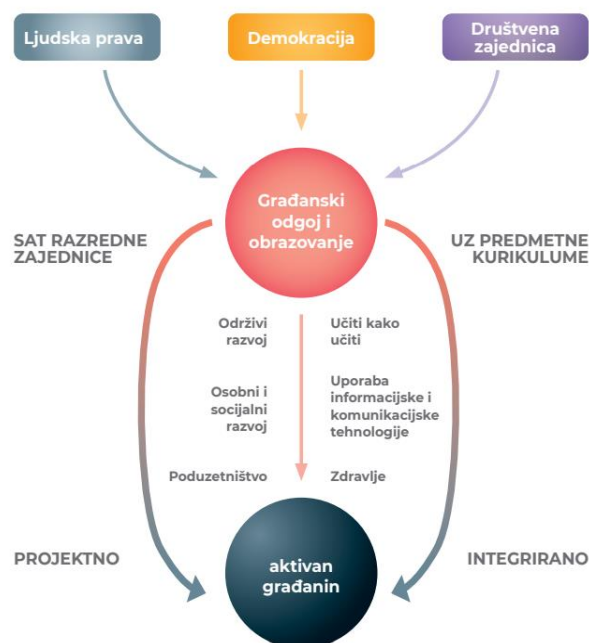 Ljudska prava
Demokracija
Društvena
zajednica
Građanski
odgoj i
obrazovanje
SAT RAZREDNE
ZAJEDNICE
UZ PREDMETNE
KURIKULUME
Održivi
razvoj
Učiti kako
učiti
Osobni i
socijalni
razvoj
Uporaba
informacijske i
komunikacijske
tehnologije
Poduzetništvo
Zdravlje
PROJEKTNO
aktivan
građanin
INTEGRIRANO